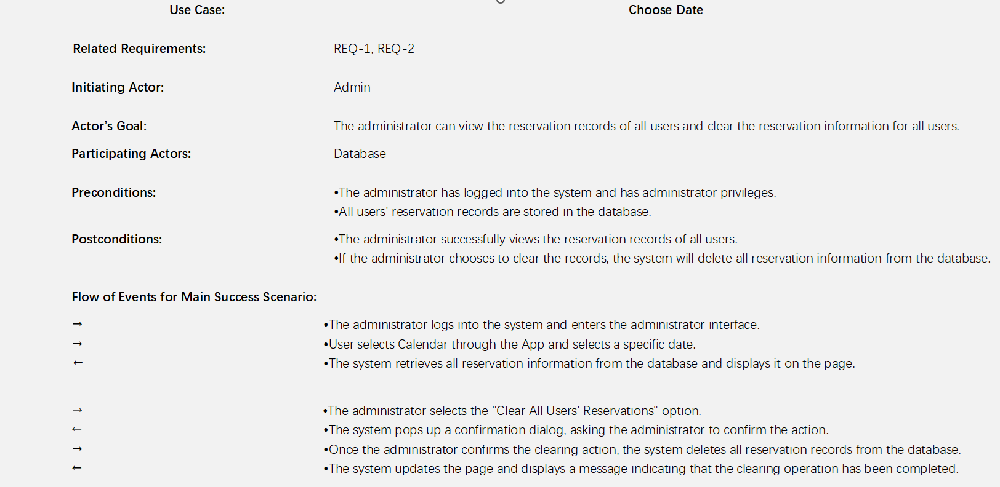 Use Case: Choose Date
Related Requirements: REQ-1, REQ-2
Initiating Actor: Admin
Actor’s Goal: The administrator can view the reservation records of all users and clear the reservation information for all users.
Participating Actors: Database
Preconditions: •The administrator has logged into the system and has administrator privileges.
•All users' reservation records are stored in the database.
Postconditions: •The administrator successfully views the reservation records of all users.
•If the administrator chooses to clear the records, the system will delete all reservation information from the database.
Flow of Events for Main Success Scenario:
→ •The administrator logs into the system and enters the administrator interface.
→ •User selects Calendar through the App and selects a specific date.
← •The system retrieves all reservation information from the database and displays it on the page.
→ •The administrator selects the "Clear All Users' Reservations" option.
← •The system pops up a confirmation dialog, asking the administrator to confirm the action.
→ •Once the administrator confirms the clearing action, the system deletes all reservation records from the database.
← •The system updates the page and displays a message indicating that the clearing operation has been completed.